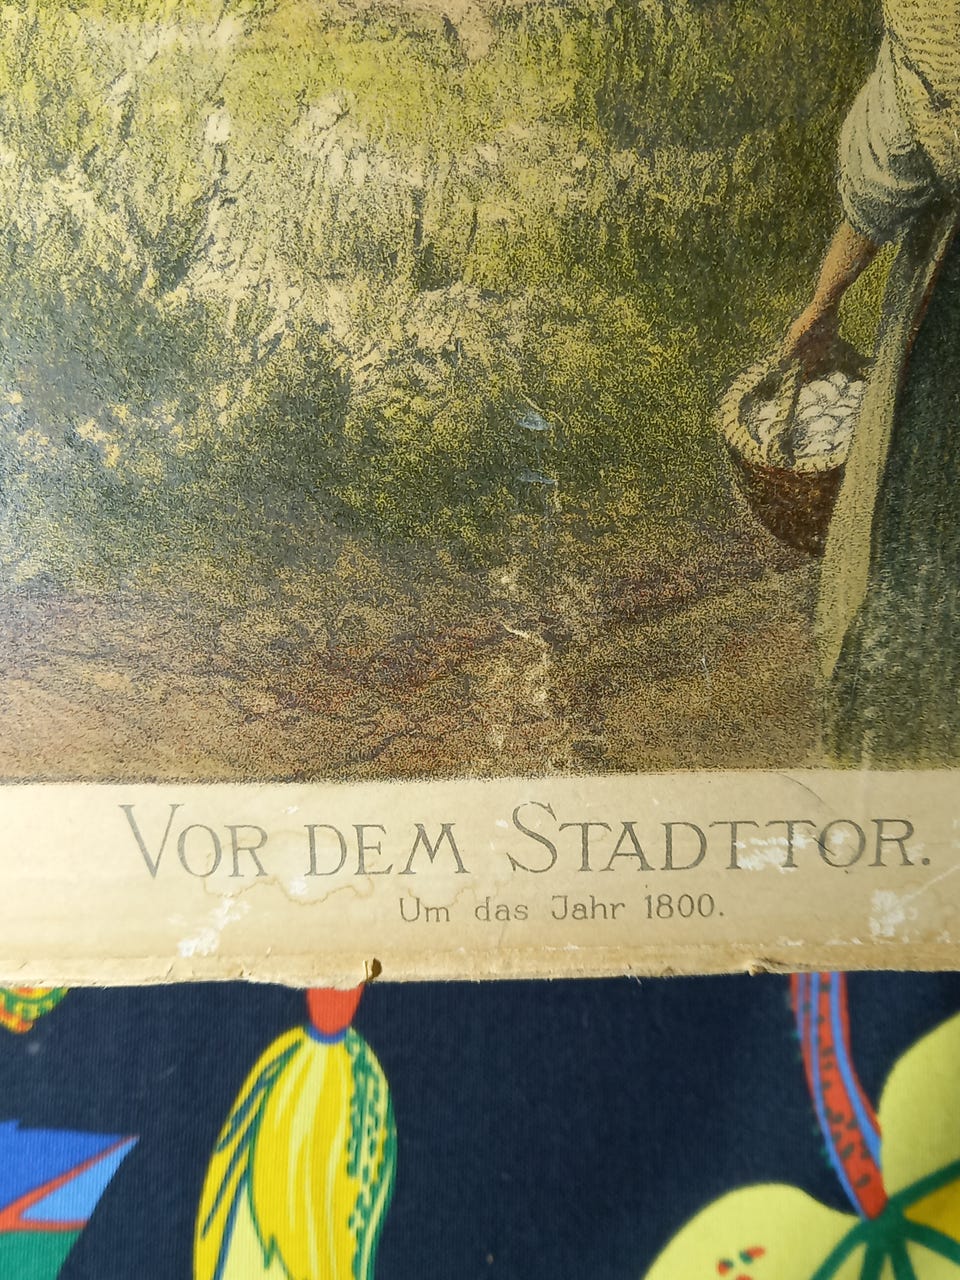 VOR DEM STADTTOR.
Um das Jahr 1800.